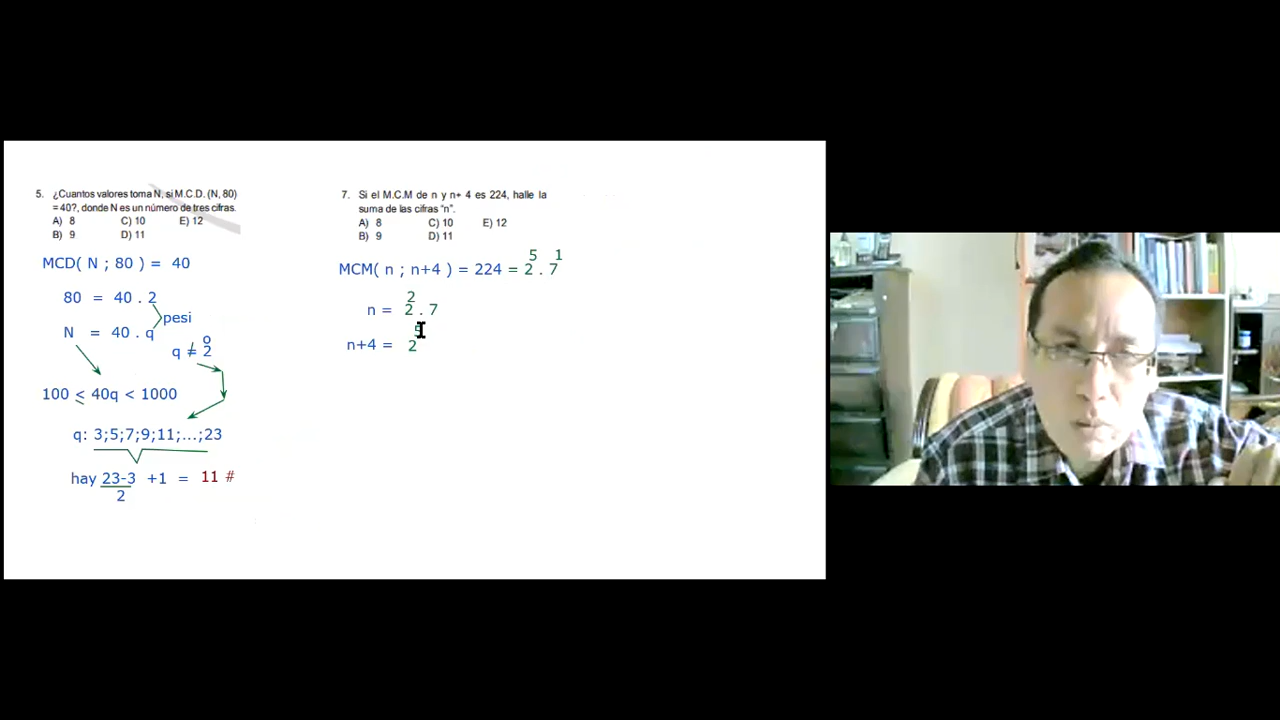 5. ¿Cuantos valores toma N, si M.C.D. (N, 80)
= 40?, donde N es un número de tres cifras.
A) 8 C) 10 E) 12
B) 9 D) 11
MCD( N ; 80 ) = 40
80 = 40 . 2
pesi
N = 40 . q
o
q ≠ 2
100 ≤ 40q < 1000
q: 3;5;7;9;11;...;23
hay 23-3 +1 = 11 #
2
7. Si el M.C.M de n y n+ 4 es 224, halle la
suma de las cifras “n”.
A) 8 C) 10 E) 12
B) 9 D) 11
5 1
MCM( n ; n+4 ) = 224 = 2 . 7
2
n = 2 . 7
5
n+4 = 2